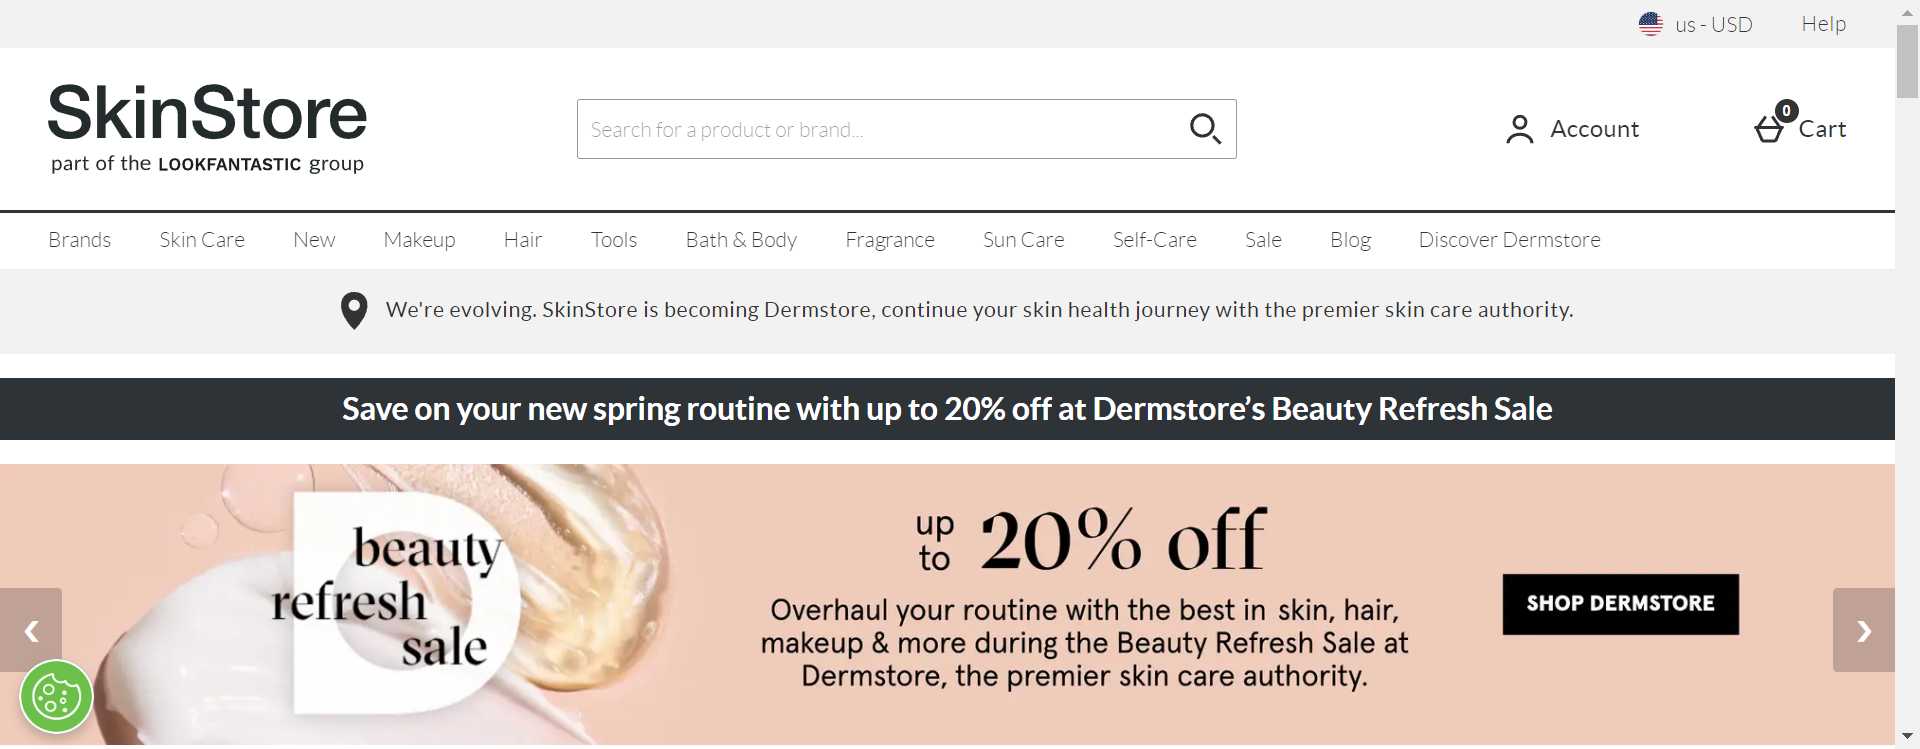 us - USD
Help
SkinStore
part of the LOOKFANTASTIC group
Search for a product or brand...
Account
0
Cart
Brands
Skin Care
New
Makeup
Hair
Tools
Bath & Body
Fragrance
Sun Care
Self-Care
Sale
Blog
Discover Dermstore
We're evolving. SkinStore is becoming Dermstore, continue your skin health journey with the premier skin care authority.
Save on your new spring routine with up to 20% off at Dermstore’s Beauty Refresh Sale
beauty
refresh
sale
up to 20% off
Overhaul your routine with the best in skin, hair,
makeup & more during the Beauty Refresh Sale at
Dermstore, the premier skin care authority.
SHOP DERMSTORE